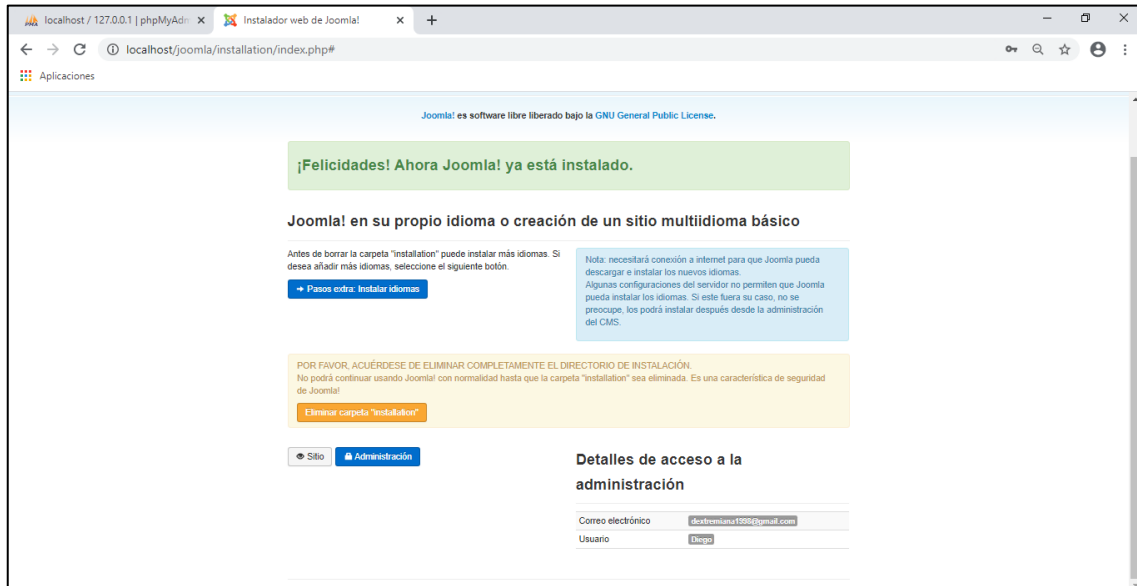 localhost / 127.0.0.1 | phpMyAdm
Instalador web de Joomla!
localhost/joomla/installation/index.php#
Aplicaciones
Joomla! es software libre liberado bajo la GNU General Public License.
¡Felicidades! Ahora Joomla! ya está instalado.
Joomla! en su propio idioma o creación de un sitio multiidioma básico
Antes de borrar la carpeta "installation" puede instalar más idiomas. Si
desea añadir más idiomas, seleccione el siguiente botón.
Pasos extra: Instalar idiomas
Nota: necesitará conexión a internet para que Joomla pueda
descargar e instalar los nuevos idiomas.
Algunas configuraciones del servidor no permiten que Joomla
pueda instalar los idiomas. Si este fuera su caso, no se
preocupe, los podrá instalar después desde la administración
del CMS.
POR FAVOR, ACUÉRDESE DE ELIMINAR COMPLETAMENTE EL DIRECTORIO DE INSTALACIÓN.
No podrá continuar usando Joomla! con normalidad hasta que la carpeta "installation" sea eliminada. Es una característica de seguridad
de Joomla!
Eliminar carpeta "installation"
Sitio
Administración
Detalles de acceso a la
administración
Correo electrónico dextremiana1998@gmail.com
Usuario Diego